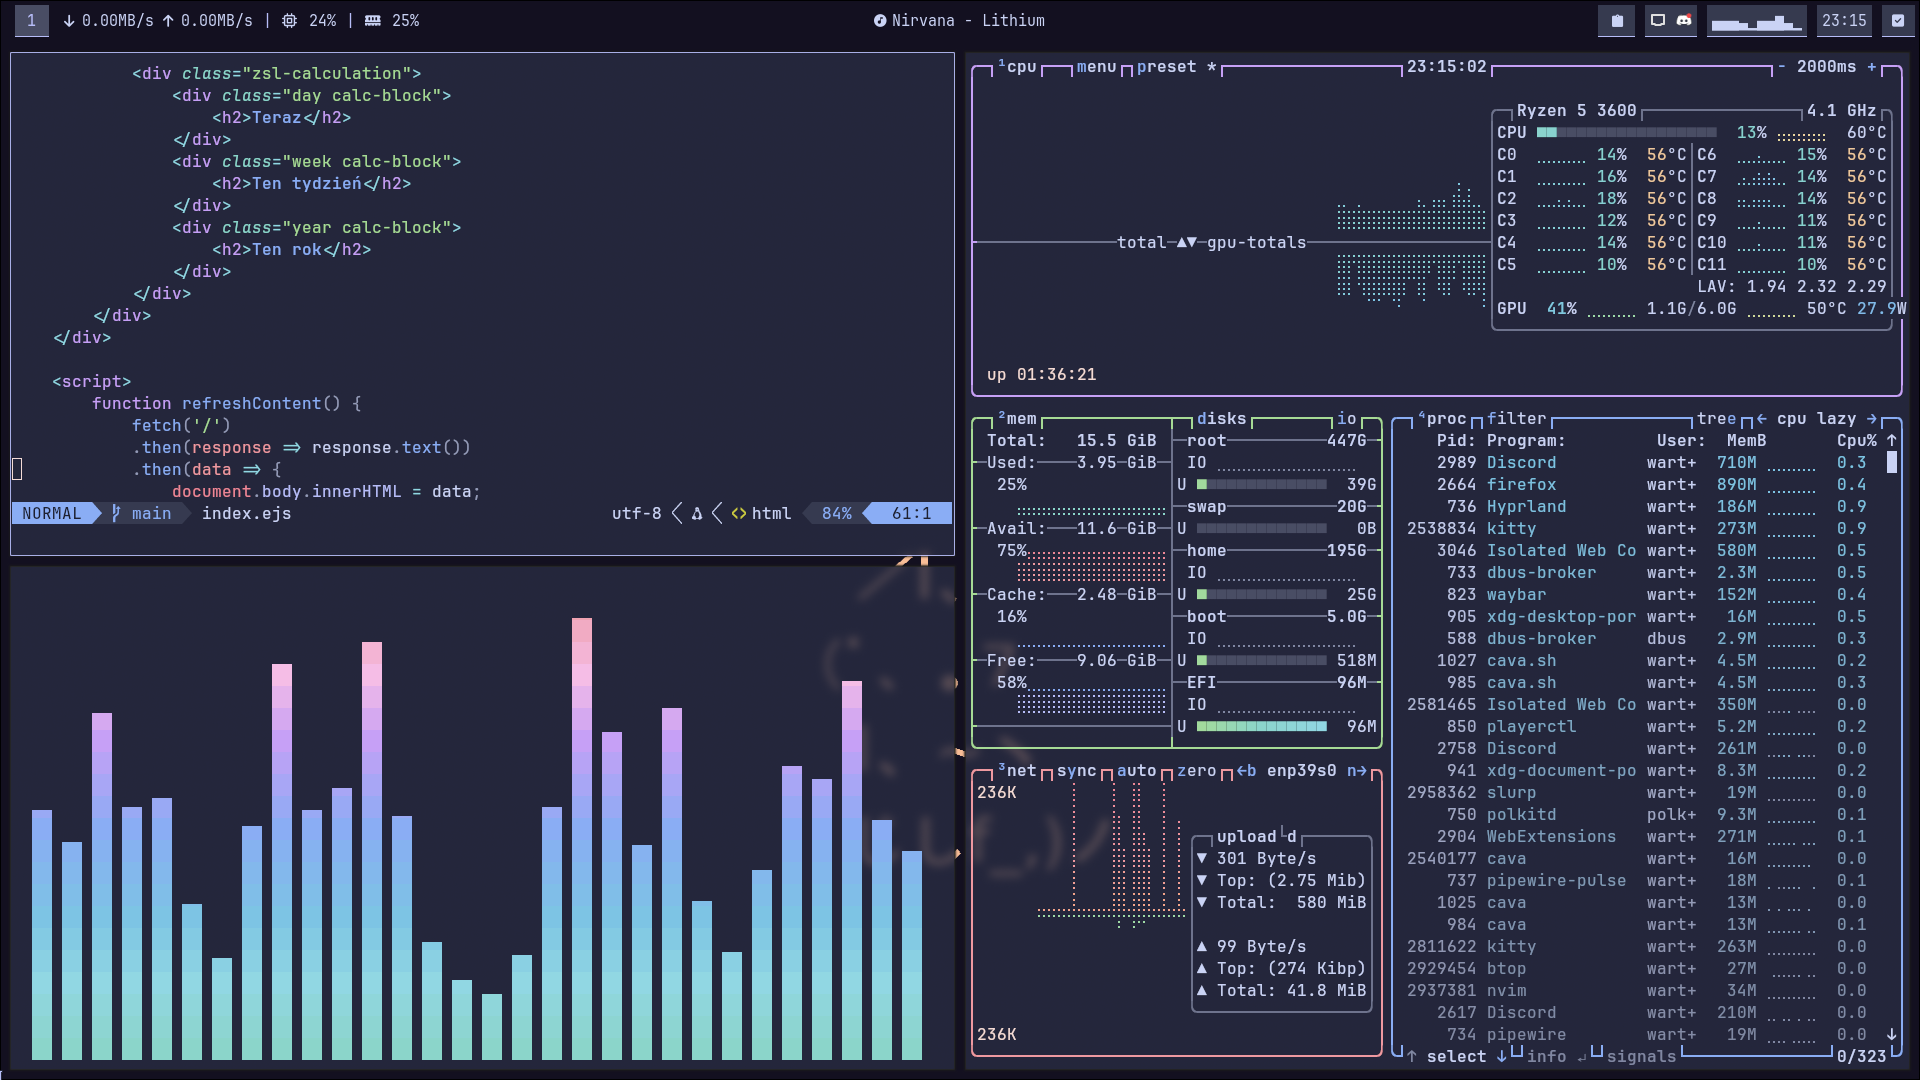 1 ↓ 0.00MB/s ↑ 0.00MB/s | 24% | 25%
Nirvana - Lithium
23:15
<div class="zsl-calculation">
<div class="day calc-block">
<h2>Teraz</h2>
</div>
<div class="week calc-block">
<h2>Ten tydzień</h2>
</div>
<div class="year calc-block">
<h2>Ten rok</h2>
</div>
</div>
</div>
</div>
<script>
function refreshContent() {
fetch('/')
.then(response => response.text())
.then(data => {
document.body.innerHTML = data;
NORMAL main index.ejs utf-8 <> html 84% 61:1
¹cpu menu preset * 23:15:02 - 2000ms +
Ryzen 5 3600 4.1 GHz
CPU 13% 60°C
C0 14% 56°C C6 15% 56°C
C1 16% 56°C C7 14% 56°C
C2 18% 56°C C8 14% 56°C
C3 12% 56°C C9 11% 56°C
total ▲▼ gpu-totals
C4 14% 56°C C10 11% 56°C
C5 10% 56°C C11 10% 56°C
LAV: 1.94 2.32 2.29
GPU 41% 1.1G/6.0G 50°C 27.9W
up 01:36:21
²mem
Total: 15.5 GiB
Used: 3.95 GiB
25%
Avail: 11.6 GiB
75%
Cache: 2.48 GiB
16%
Free: 9.06 GiB
58%
disks io
root 447G
IO
U 39G
swap 20G
U 0B
home 195G
IO
U 25G
boot 5.0G
IO
U 518M
EFI 96M
IO
U 96M
³net sync auto zero ←b enp39s0 n→
236K
upload d
▼ 301 Byte/s
▼ Top: (2.75 Mib)
▼ Total: 580 MiB
▲ 99 Byte/s
▲ Top: (274 Kibp)
▲ Total: 41.8 MiB
236K
⁴proc filter tree ← cpu lazy →
Pid: Program: User: MemB Cpu% ↑
2989 Discord wart+ 710M 0.3
2664 firefox wart+ 890M 0.4
736 Hyprland wart+ 186M 0.9
2538834 kitty wart+ 273M 0.9
3046 Isolated Web Co wart+ 580M 0.5
733 dbus-broker wart+ 2.3M 0.5
823 waybar wart+ 152M 0.4
905 xdg-desktop-por wart+ 16M 0.5
588 dbus-broker dbus 2.9M 0.3
1027 cava.sh wart+ 4.5M 0.2
985 cava.sh wart+ 4.5M 0.3
2581465 Isolated Web Co wart+ 350M 0.0
850 playerctl wart+ 5.2M 0.2
2758 Discord wart+ 261M 0.0
941 xdg-document-po wart+ 8.3M 0.2
2958362 slurp wart+ 19M 0.0
750 polkitd polk+ 9.3M 0.1
2904 WebExtensions wart+ 271M 0.1
2540177 cava wart+ 16M 0.0
737 pipewire-pulse wart+ 18M 0.1
1025 cava wart+ 13M 0.0
984 cava wart+ 13M 0.1
2811622 kitty wart+ 263M 0.0
2929454 btop wart+ 27M 0.0
2937381 nvim wart+ 34M 0.0
2617 Discord wart+ 210M 0.0
734 pipewire wart+ 19M 0.0 ↓
↑ select ↓ info ↵ signals 0/323